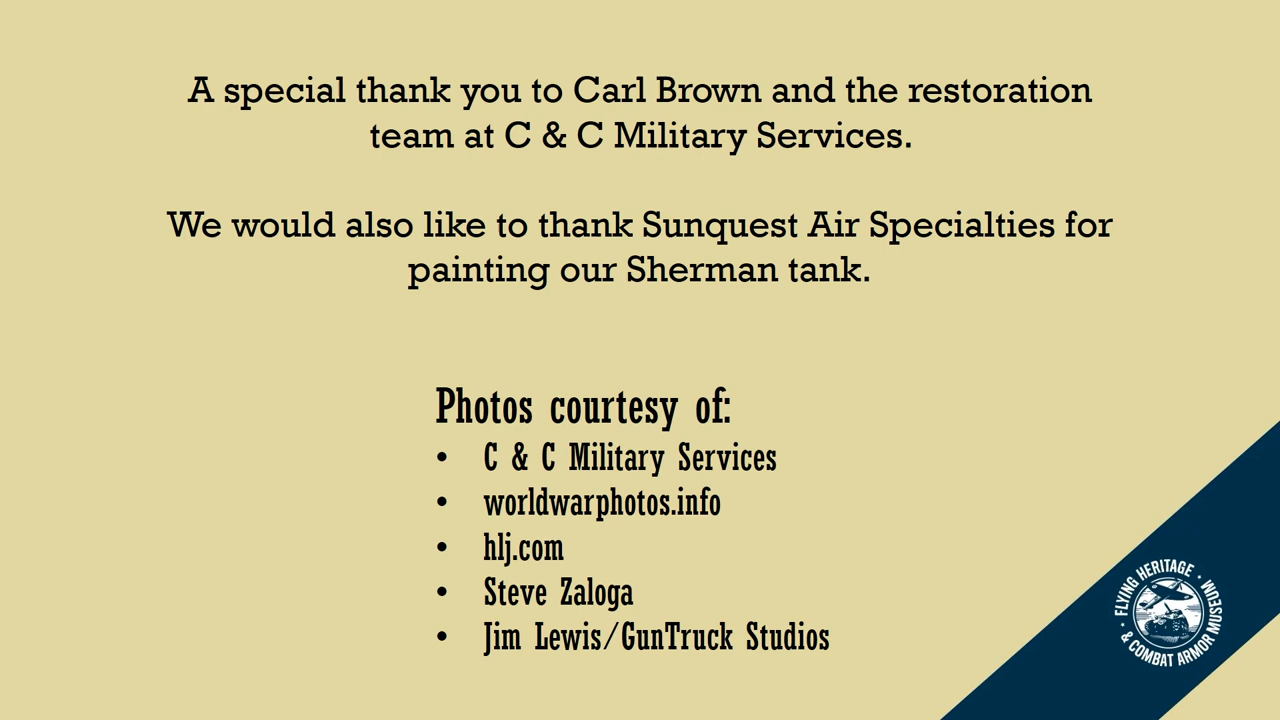 A special thank you to Carl Brown and the restoration
team at C & C Military Services.
We would also like to thank Sunquest Air Specialties for
painting our Sherman tank.
Photos courtesy of:
• C & C Military Services
• worldwarphotos.info
• hlj.com
• Steve Zaloga
• Jim Lewis/GunTruck Studios
FLYING HERITAGE • MUSEUM
• & COMBAT ARMOR